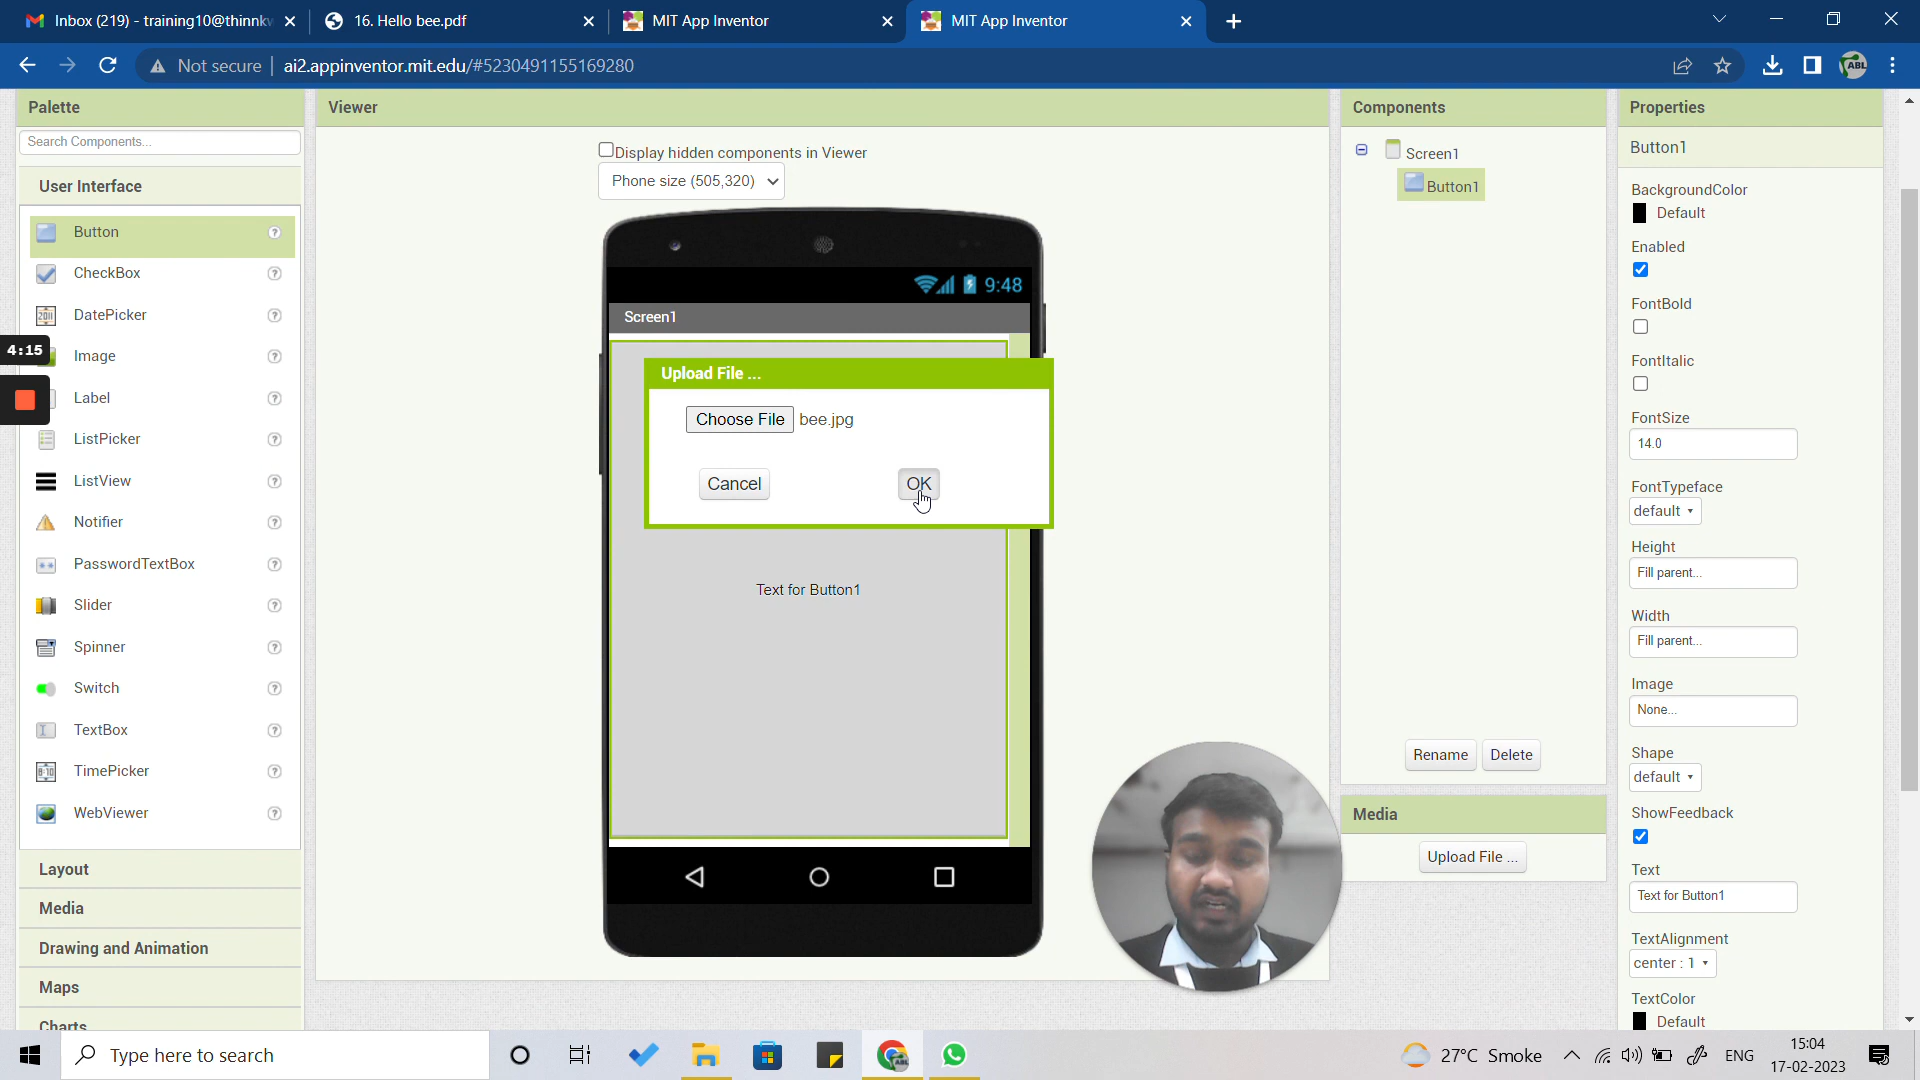 Inbox (219) - training10@thinnkw
16. Hello bee.pdf
MIT App Inventor
MIT App Inventor
Not secure
ai2.appinventor.mit.edu/#5230491155169280
Palette
Search Components...
User Interface
Button
CheckBox
DatePicker
Image
Label
ListPicker
ListView
Notifier
PasswordTextBox
Slider
Spinner
Switch
TextBox
TimePicker
WebViewer
Layout
Media
Drawing and Animation
Maps
Charts
4:15
Viewer
Display hidden components in Viewer
Phone size (505,320)
9:48
Screen1
Upload File ...
Choose File bee.jpg
Cancel
OK
Text for Button1
Components
Screen1
Button1
Rename
Delete
Media
Upload File ...
Properties
Button1
BackgroundColor
Default
Enabled
FontBold
FontItalic
FontSize
14.0
FontTypeface
default
Height
Fill parent...
Width
Fill parent...
Image
None...
Shape
default
ShowFeedback
Text
Text for Button1
TextAlignment
center : 1
TextColor
Default
Type here to search
27°C Smoke
ENG
15:04
17-02-2023